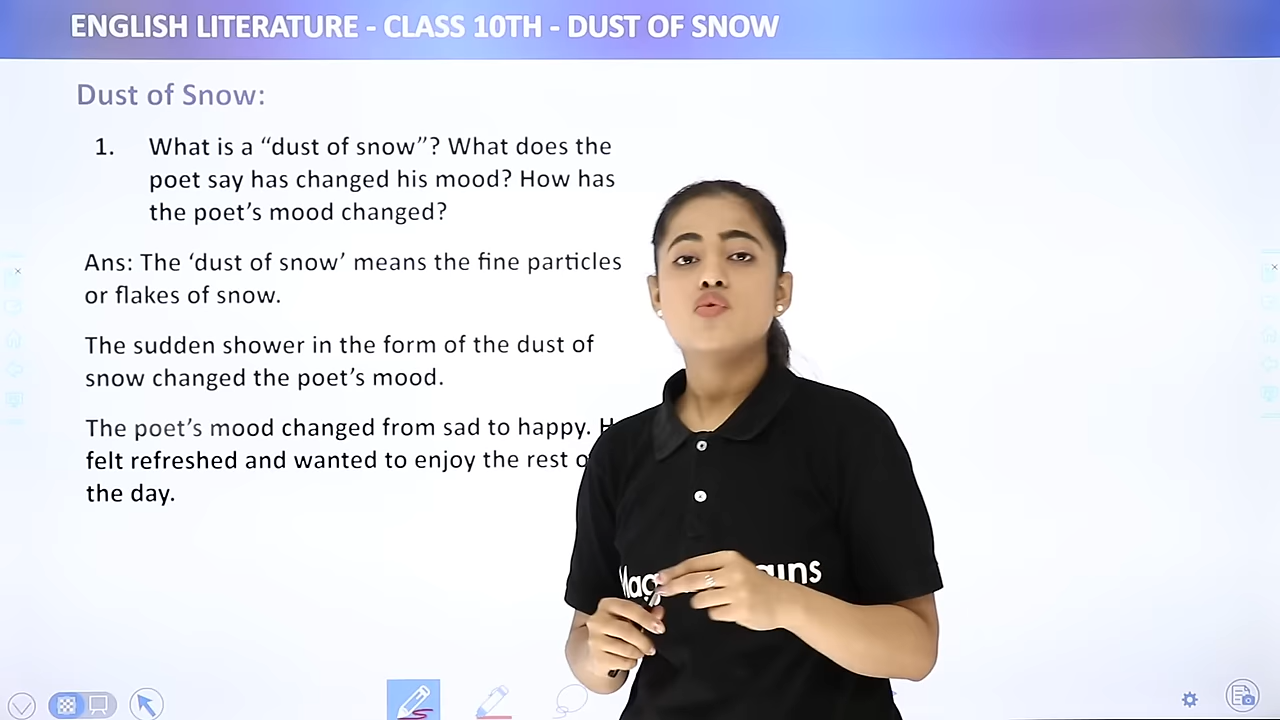 ENGLISH LITERATURE - CLASS 10TH - DUST OF SNOW
Dust of Snow:
1. What is a “dust of snow”? What does the
poet say has changed his mood? How has
the poet’s mood changed?
Ans: The ‘dust of snow’ means the fine particles
or flakes of snow.
The sudden shower in the form of the dust of
snow changed the poet’s mood.
The poet’s mood changed from sad to happy.
felt refreshed and wanted to enjoy the rest
the day.